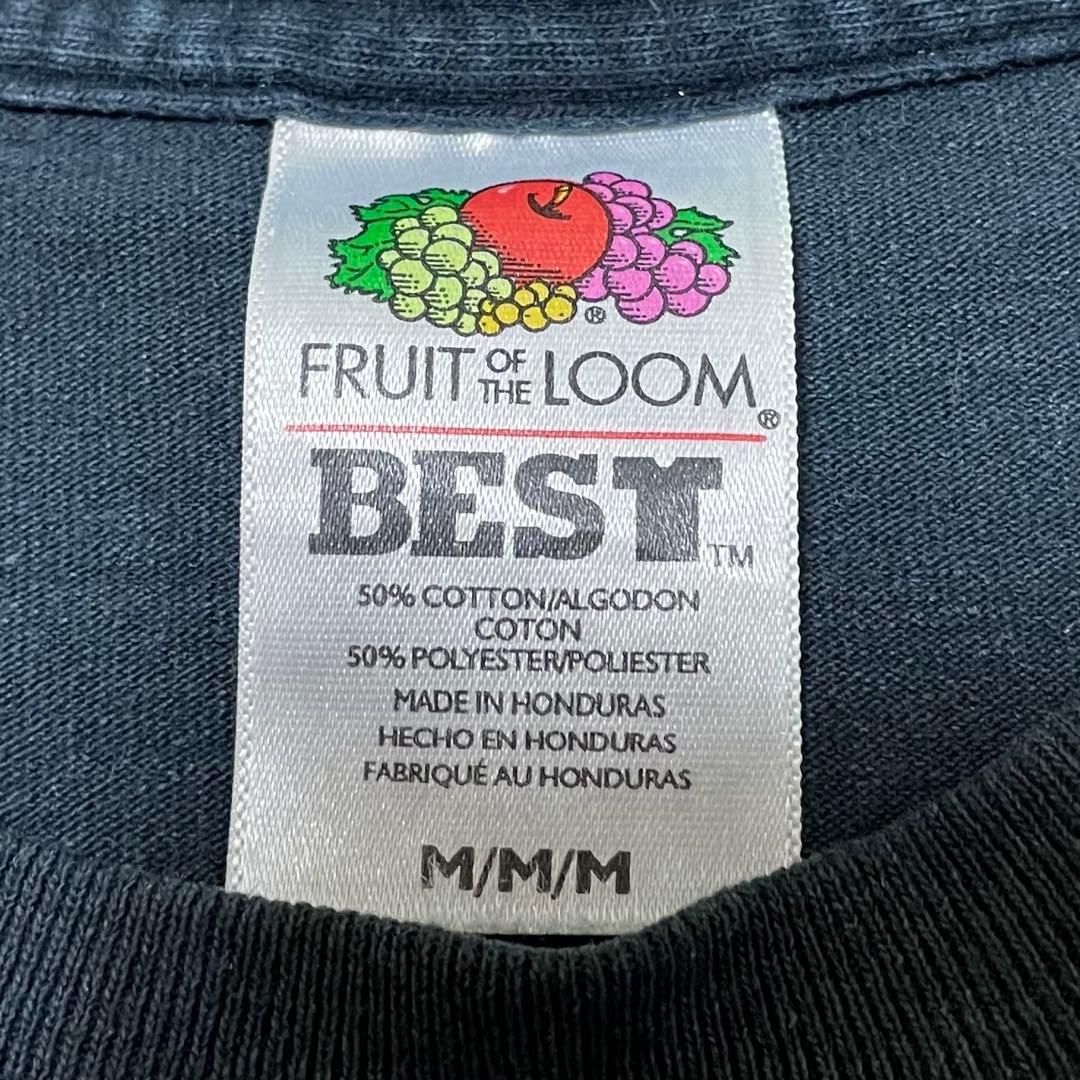 ®
FRUIT OF THE LOOM®
BEST™
50% COTTON/ALGODON
COTON
50% POLYESTER/POLIESTER
MADE IN HONDURAS
HECHO EN HONDURAS
FABRIQUÉ AU HONDURAS
M/M/M